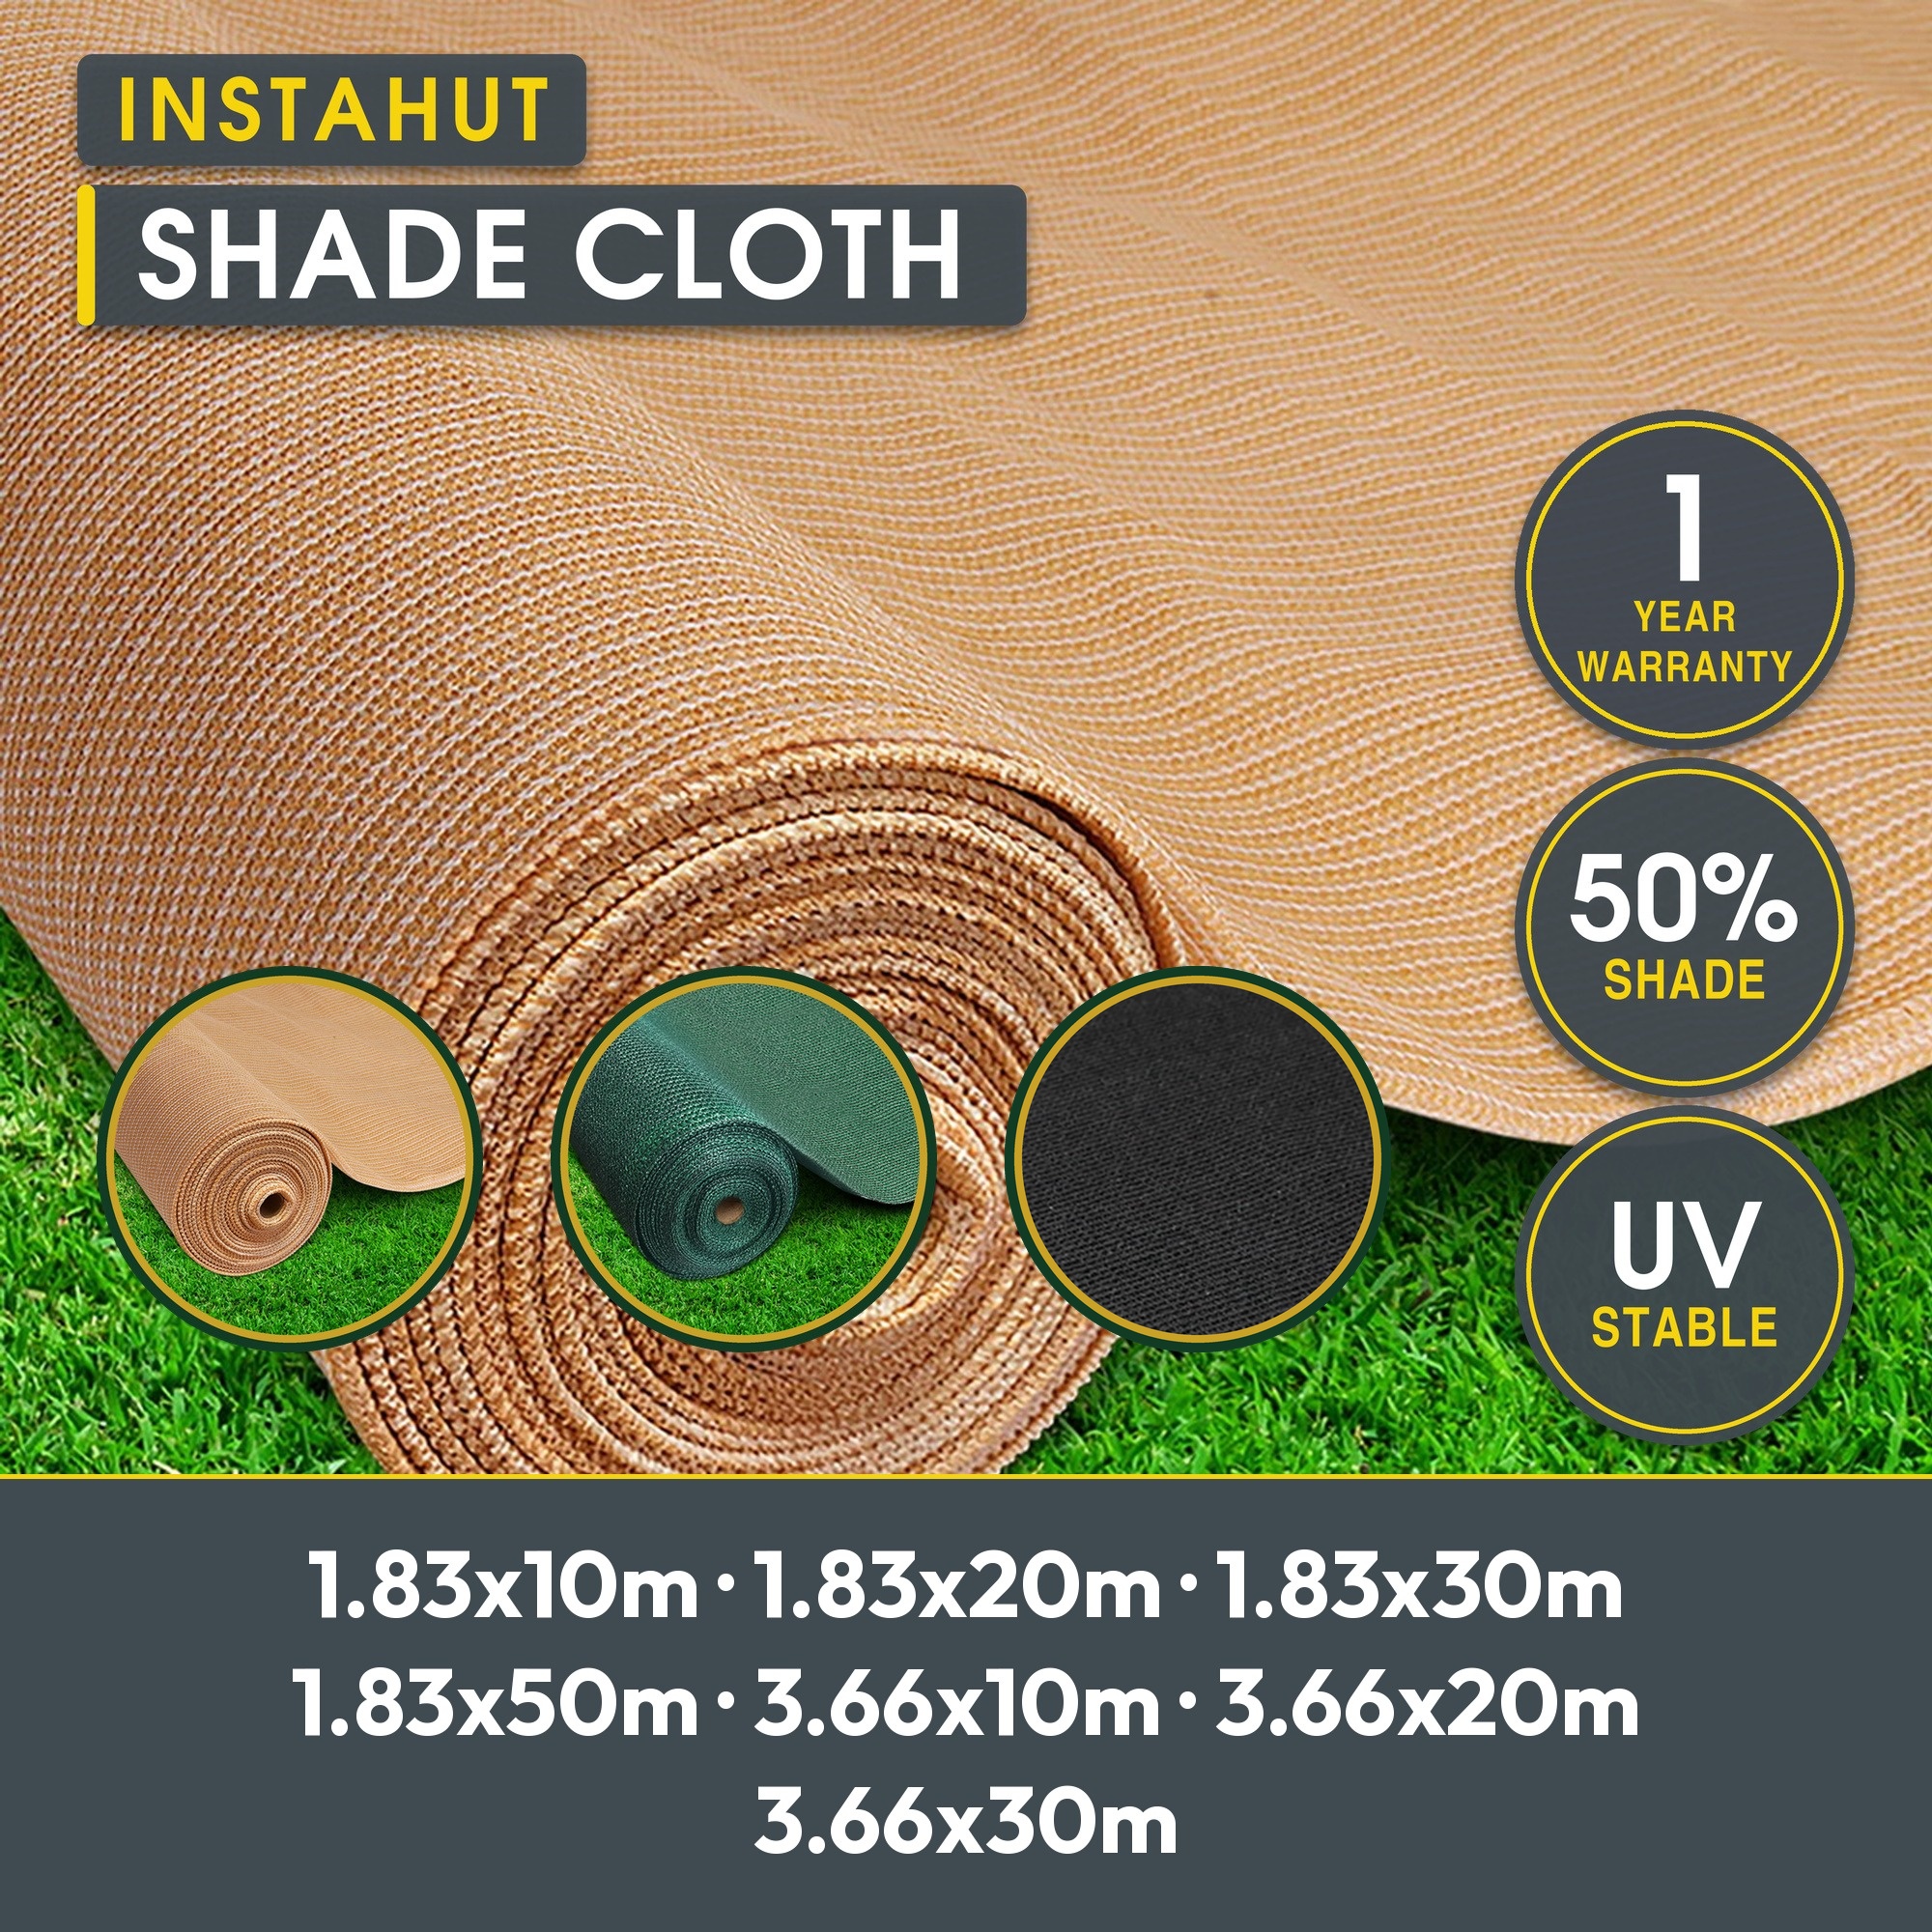 INSTAHUT
SHADE CLOTH
1
YEAR
WARRANTY
50%
SHADE
UV
STABLE
1.83x10m • 1.83x20m • 1.83x30m
1.83x50m • 3.66x10m • 3.66x20m
3.66x30m